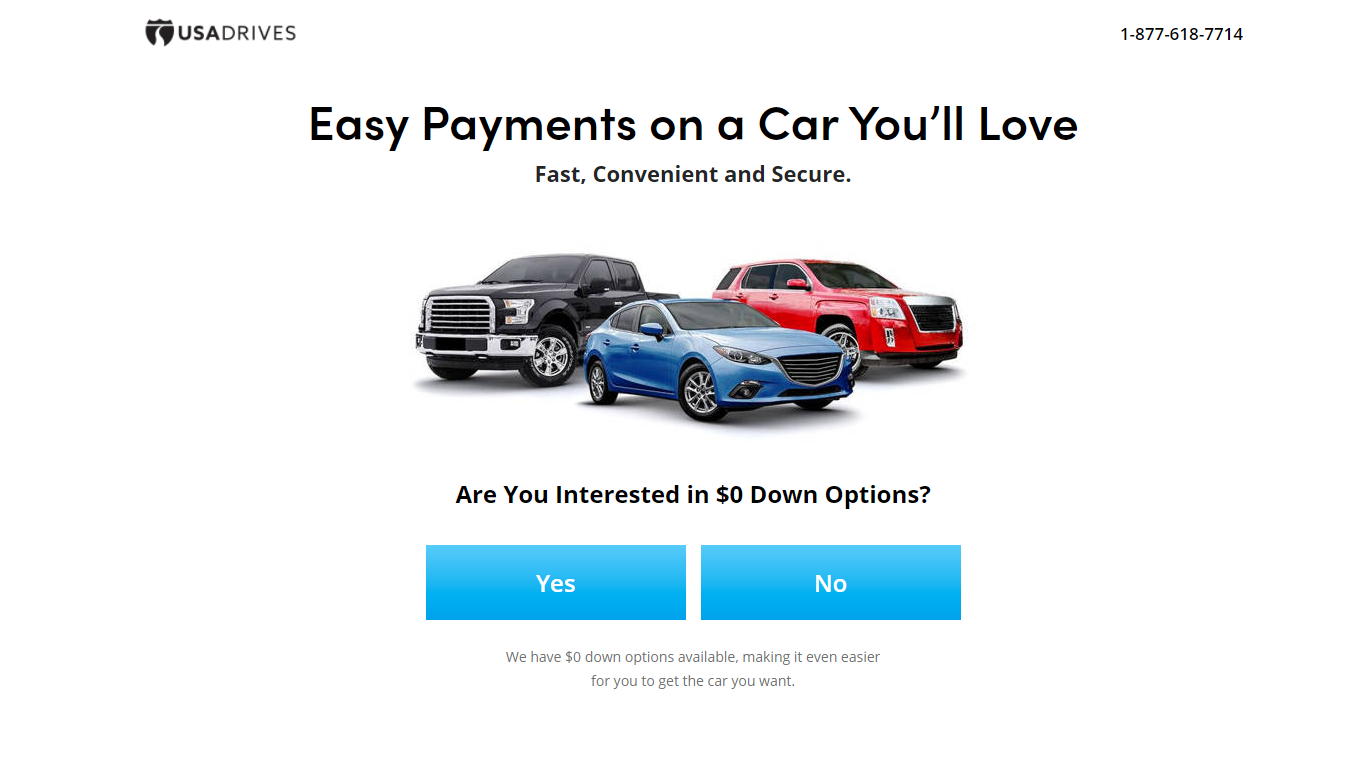 USADRIVES
1-877-618-7714
Easy Payments on a Car You’ll Love
Fast, Convenient and Secure.
Are You Interested in $0 Down Options?
Yes
No
We have $0 down options available, making it even easier
for you to get the car you want.